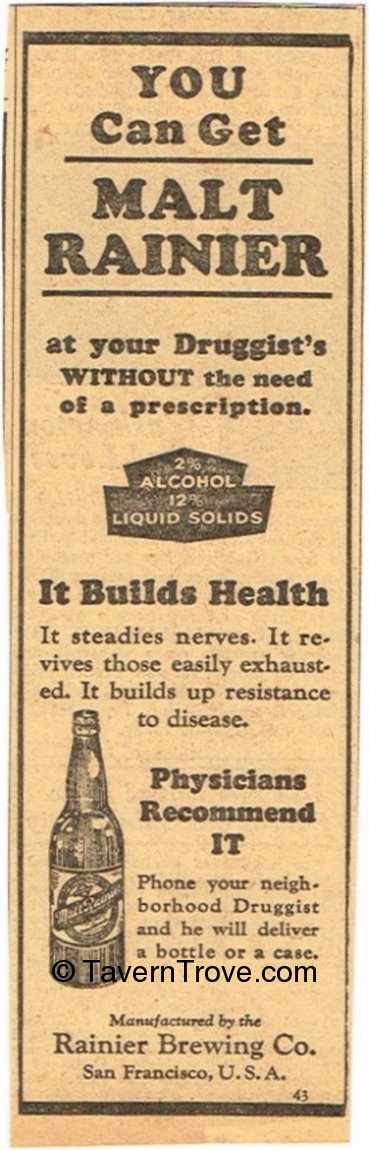 YOU
Can Get
MALT
RAINIER
at your Druggist's
WITHOUT the need
of a prescription.
2%
ALCOHOL
12%
LIQUID SOLIDS
It Builds Health
It steadies nerves. It re-
vives those easily exhaust-
ed. It builds up resistance
to disease.
Physicians
Recommend
IT
Phone your neigh-
borhood Druggist
and he will deliver
a bottle or a case.
Malt Rainier
© TavernTrove.com
Manufactured by the
Rainier Brewing Co.
San Francisco, U.S.A.
43